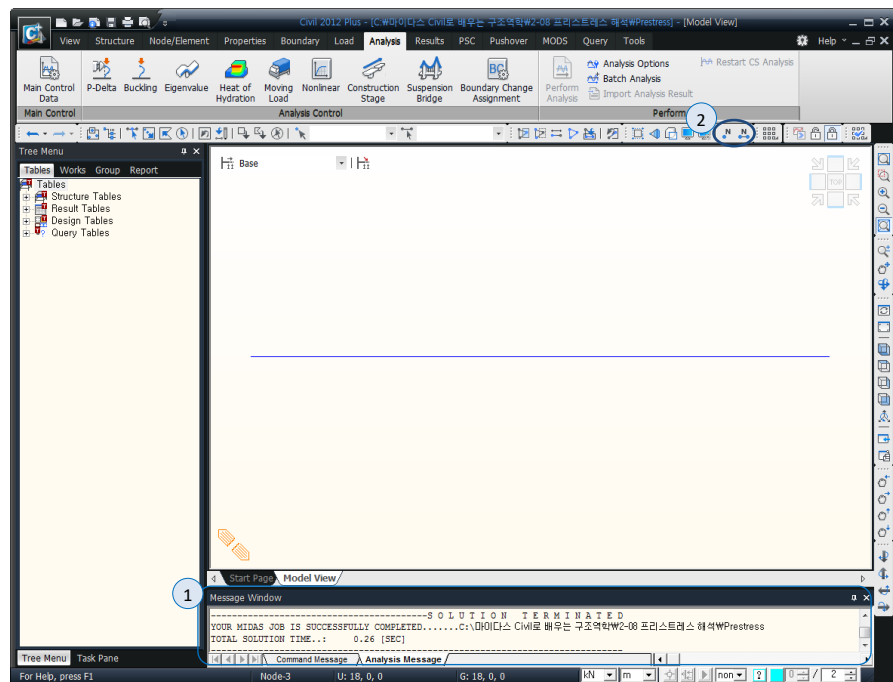 Civil 2012 Plus - [C:₩마이다스 Civil로 배우는 구조역학₩2-08 프리스트레스 해석₩Prestress] - [Model View]
View Structure Node/Element Properties Boundary Load Analysis Results PSC Pushover MODS Query Tools Help
Main Control Data P-Delta Buckling Eigenvalue Heat of Hydration Moving Load Nonlinear Construction Stage Suspension Bridge Boundary Change Assignment Perform Analysis
Analysis Options Restart CS Analysis
Batch Analysis
Import Analysis Result
Main Control Analysis Control Perform
2
Tree Menu
Tables Works Group Report
Tables
Structure Tables
Result Tables
Design Tables
Query Tables
Base
TOP
Start Page Model View
1
Message Window
SOLUTION TERMINATED
YOUR MIDAS JOB IS SUCCESSFULLY COMPLETED.......C:\마이다스 Civil로 배우는 구조역학₩2-08 프리스트레스 해석₩Prestress
TOTAL SOLUTION TIME..: 0.26 [SEC]
Command Message Analysis Message
Tree Menu Task Pane
For Help, press F1 Node-3 U: 18, 0, 0 G: 18, 0, 0 kN m non 0 / 2